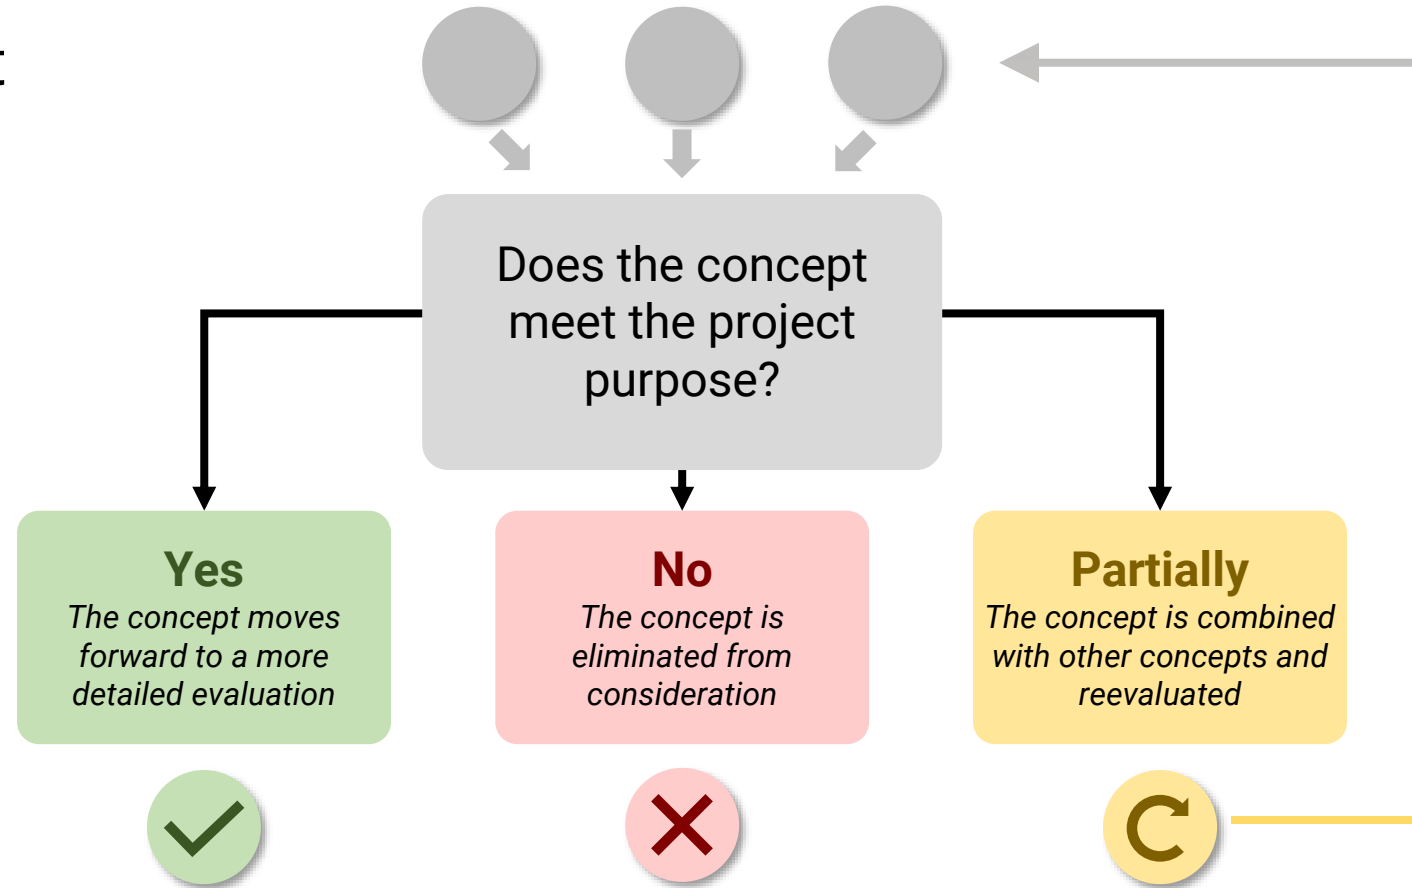 t
Does the concept
meet the project
purpose?
Yes
The concept moves
forward to a more
detailed evaluation
No
The concept is
eliminated from
consideration
Partially
The concept is combined
with other concepts and
reevaluated